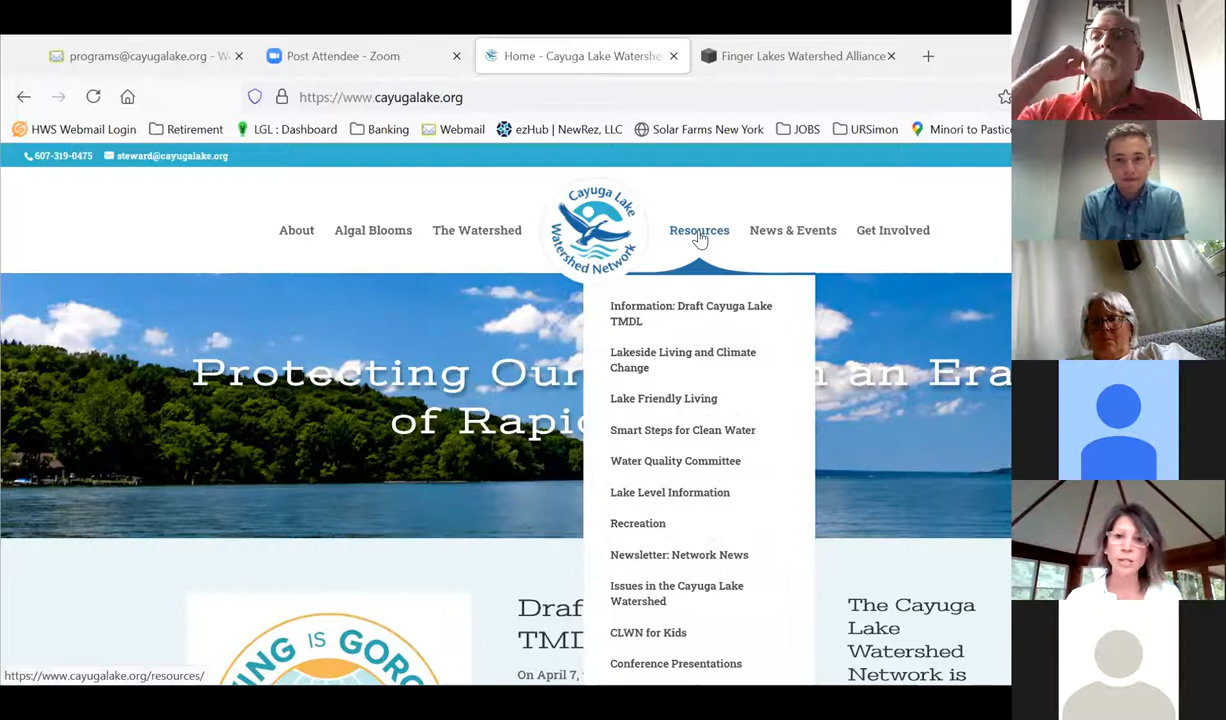 programs@cayugalake.org - W
Post Attendee - Zoom
Home - Cayuga Lake Watershe
Finger Lakes Watershed Alliance
https://www.cayugalake.org
HWS Webmail Login
Retirement
LGL : Dashboard
Banking
Webmail
ezHub | NewRez, LLC
Solar Farms New York
JOBS
URSimon
Minori to Pastice
607-319-0475
steward@cayugalake.org
About
Algal Blooms
The Watershed
Cayuga Lake
Watershed Network
Resources
News & Events
Get Involved
Information: Draft Cayuga Lake
TMDL
Lakeside Living and Climate
Change
Lake Friendly Living
Smart Steps for Clean Water
Water Quality Committee
Lake Level Information
Recreation
Newsletter: Network News
Issues in the Cayuga Lake
Watershed
CLWN for Kids
Conference Presentations
Protecting Our n an Era
of Rapi
IS GOR
Draf
TMD
On April 7,
The Cayuga
Lake
Watershed
Network is
https://www.cayugalake.org/resources/